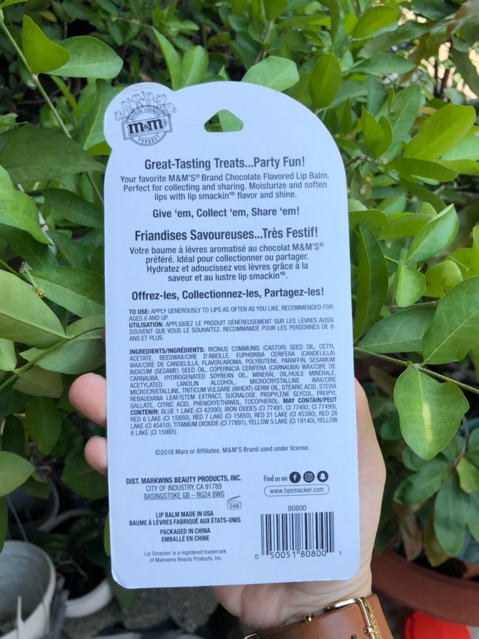 m&m's
Great-Tasting Treats...Party Fun!
Your favorite M&M'S® Brand Chocolate Flavored Lip Balm.
Perfect for collecting and sharing. Moisturize and soften
lips with lip smackin'® flavor and shine.
Give 'em, Collect 'em, Share 'em!
Friandises Savoureuses...Très Festif!
Votre baume à lèvres aromatisé au chocolat M&M'S®
préféré. Idéal pour collectionner ou partager.
Hydratez et adoucissez vos lèvres grâce à la
saveur et au lustre lip smackin'®.
Offrez-les, Collectionnez-les, Partagez-les!
TO USE: APPLY GENEROUSLY TO LIPS AS OFTEN AS YOU LIKE. RECOMMENDED FOR
AGES 6 AND UP.
UTILISATION: APPLIQUEZ LE PRODUIT GÉNÉREUSEMENT SUR LES LÈVRES AUSSI
SOUVENT QUE VOUS LE SOUHAITEZ. RECOMMANDÉ POUR LES PERSONNES DE 6
ANS ET PLUS.
INGREDIENTS/INGRÉDIENTS: RICINUS COMMUNIS (CASTOR) SEED OIL, CETYL
ACETATE, BEESWAX/CIRE D'ABEILLE, EUPHORBIA CERIFERA (CANDELILLA)
WAX/CIRE DE CANDELILLA, FLAVOR/AROMA, POLYBUTENE, PARAFFIN, SESAMUM
INDICUM (SESAME) SEED OIL, COPERNICIA CERIFERA (CARNAUBA) WAX/CIRE DE
CARNAUBA, HYDROGENATED SOYBEAN OIL, MINERAL OIL/HUILE MINÉRALE,
ACETYLATED LANOLIN ALCOHOL, MICROCRYSTALLINE WAX/CIRE
MICROCRISTALLINE, TRITICUM VULGARE (WHEAT) GERM OIL, STEARIC ACID, STEVIA
REBAUDIANA LEAF/STEM EXTRACT, SUCRALOSE, PROPYLENE GLYCOL, PROPYL
GALLATE, CITRIC ACID, PHENOXYETHANOL, TOCOPHEROL. MAY CONTAIN/PEUT
CONTENIR: BLUE 1 LAKE (CI 42090), IRON OXIDES (CI 77491, CI 77492, CI 77499),
RED 6 LAKE (CI 15850), RED 7 LAKE (CI 15850), RED 21 LAKE (CI 45380), RED 28
LAKE (CI 45410), TITANIUM DIOXIDE (CI 77891), YELLOW 5 LAKE (CI 19140), YELLOW
6 LAKE (CI 15985).
©2018 Mars or Affiliates. M&M'S Brand used under license.
DIST. MARKWINS BEAUTY PRODUCTS, INC.
CITY OF INDUSTRY, CA 91789
BASINGSTOKE GB – RG24 8WG
24M
Find us on
www.lipsmacker.com
LIP BALM MADE IN USA
BAUME À LÈVRES FABRIQUÉ AUX ÉTATS-UNIS
PACKAGED IN CHINA
EMBALLÉ EN CHINE
Lip Smacker is a registered trademark
of Markwins Beauty Products, Inc.
80800
0 50051 80800 1